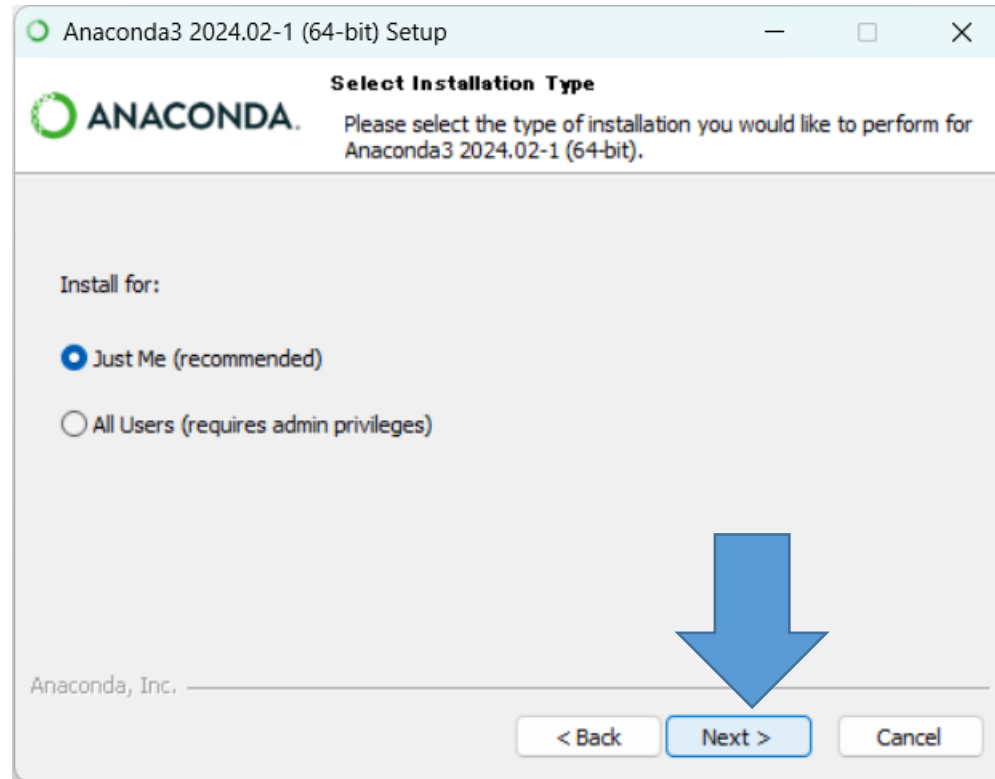 Anaconda3 2024.02-1 (64-bit) Setup
ANACONDA.
Select Installation Type
Please select the type of installation you would like to perform for
Anaconda3 2024.02-1 (64-bit).
Install for:
Just Me (recommended)
All Users (requires admin privileges)
Anaconda, Inc.
< Back
Next >
Cancel